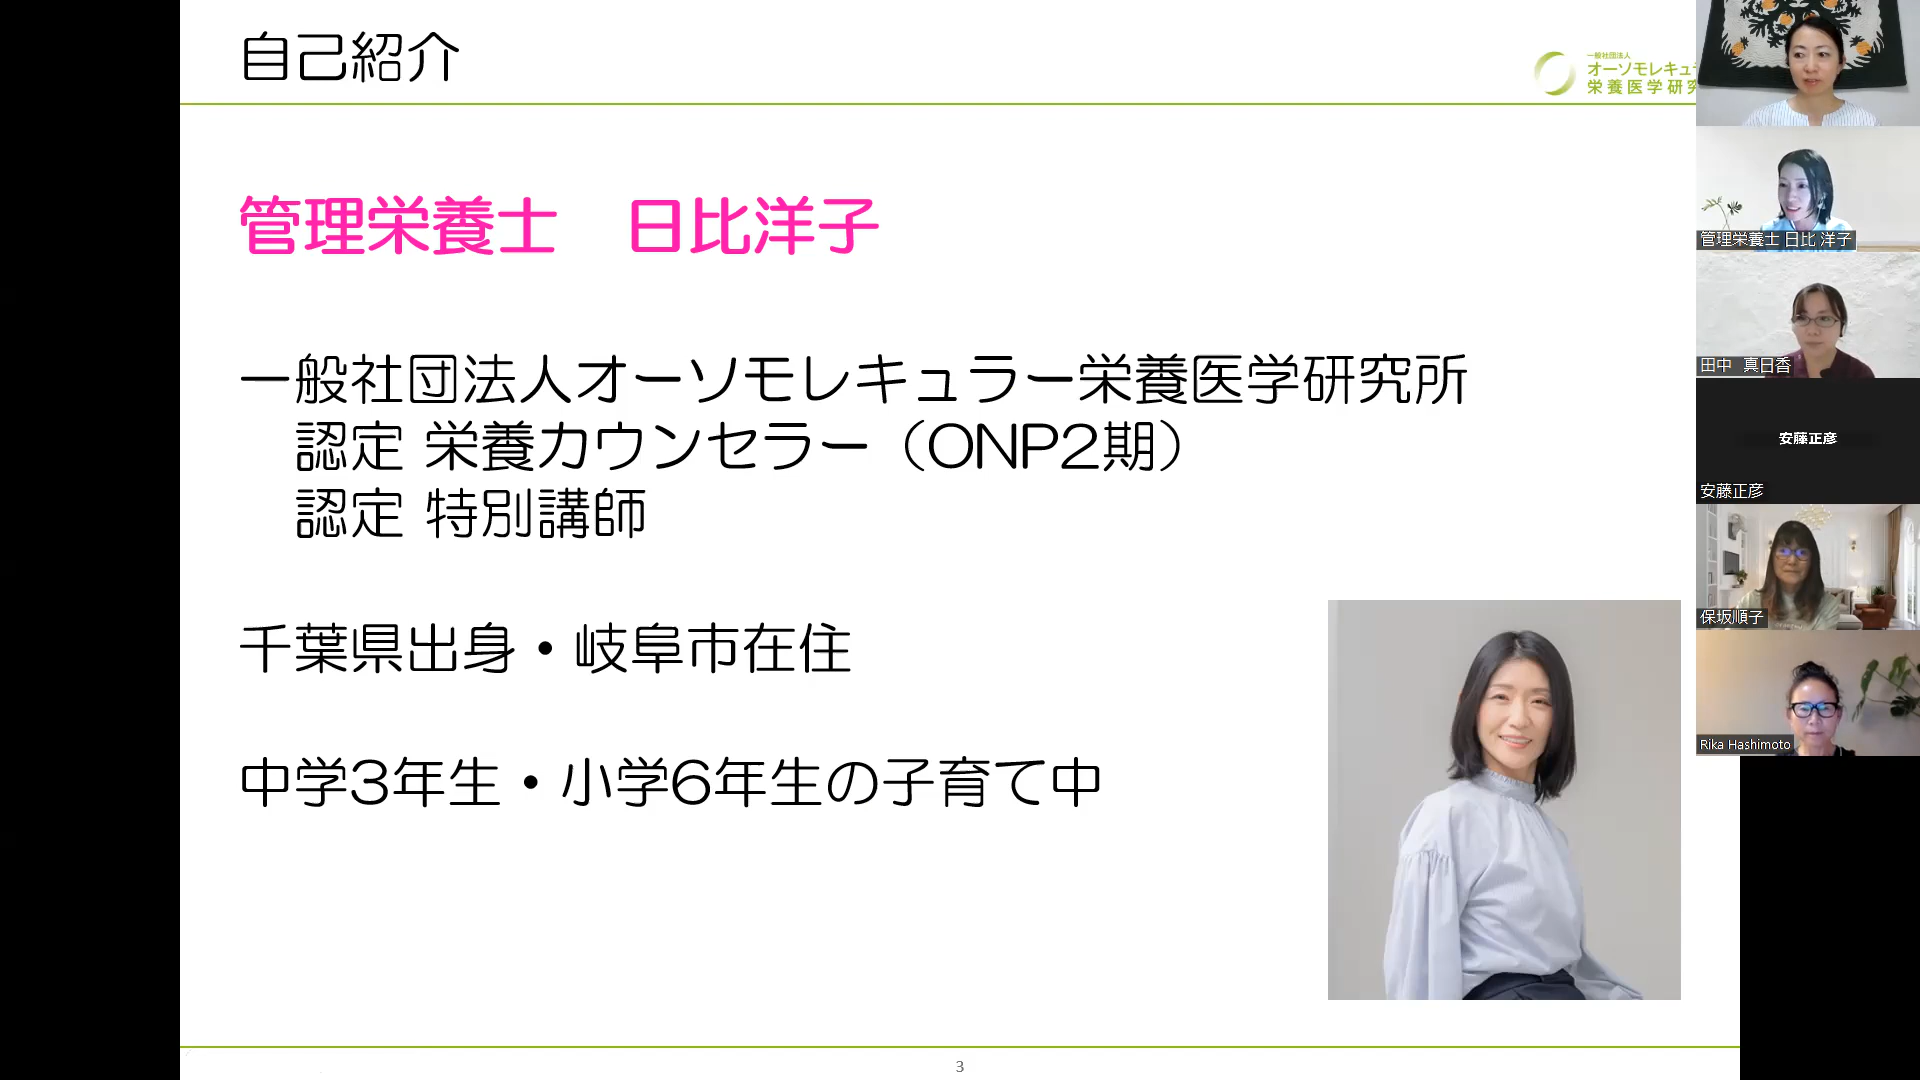 自己紹介
一般社団法人
オーソモレキュラ
栄養医学研究
管理栄養士　日比洋子
一般社団法人オーソモレキュラー栄養医学研究所
認定 栄養カウンセラー（ONP2期）
認定 特別講師
千葉県出身・岐阜市在住
中学3年生・小学6年生の子育て中
3
管理栄養士 日比 洋子
田中　真日香
安藤正彦
安藤正彦
保坂順子
Rika Hashimoto